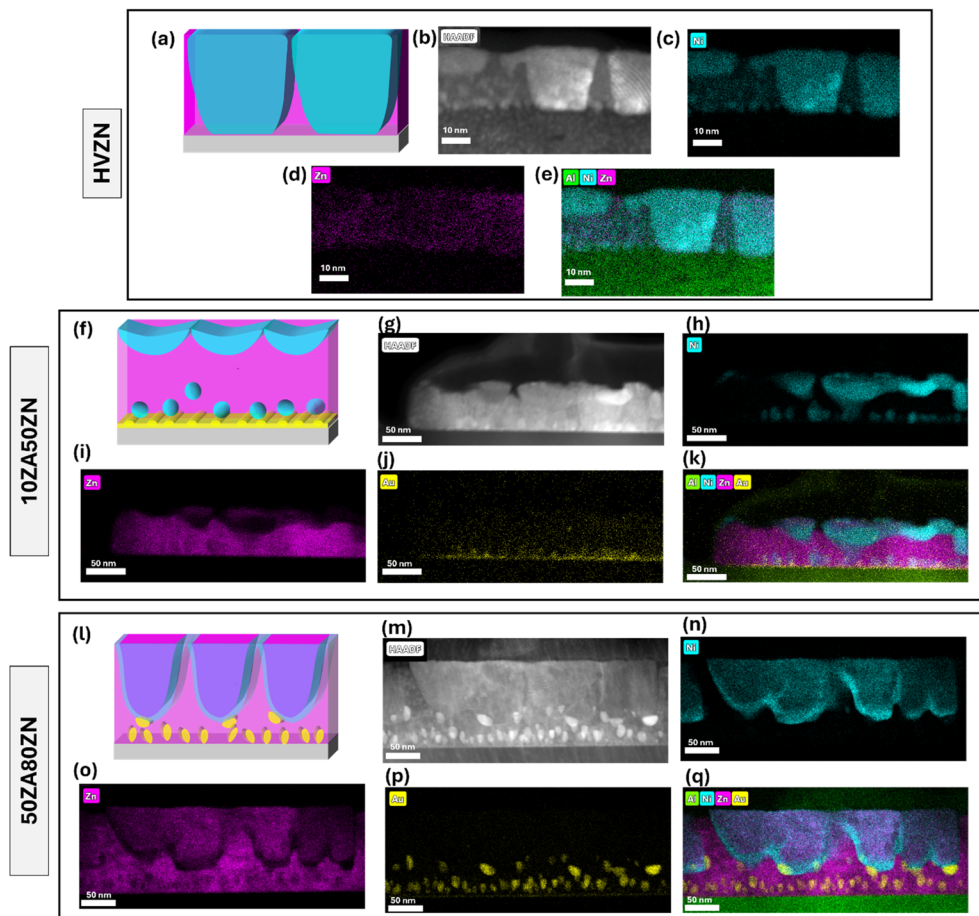 HVZN
(a)
(b)
HAADF
10 nm
(c)
Ni
10 nm
(d)
Zn
10 nm
(e)
Al Ni Zn
10 nm
10ZA50ZN
(f)
(g)
HAADF
50 nm
(h)
Ni
50 nm
(i)
Zn
50 nm
(j)
Au
50 nm
(k)
Al Ni Zn Au
50 nm
50ZA80ZN
(l)
(m)
HAADF
50 nm
(n)
Ni
50 nm
(o)
Zn
50 nm
(p)
Au
50 nm
(q)
Al Ni Zn Au
50 nm